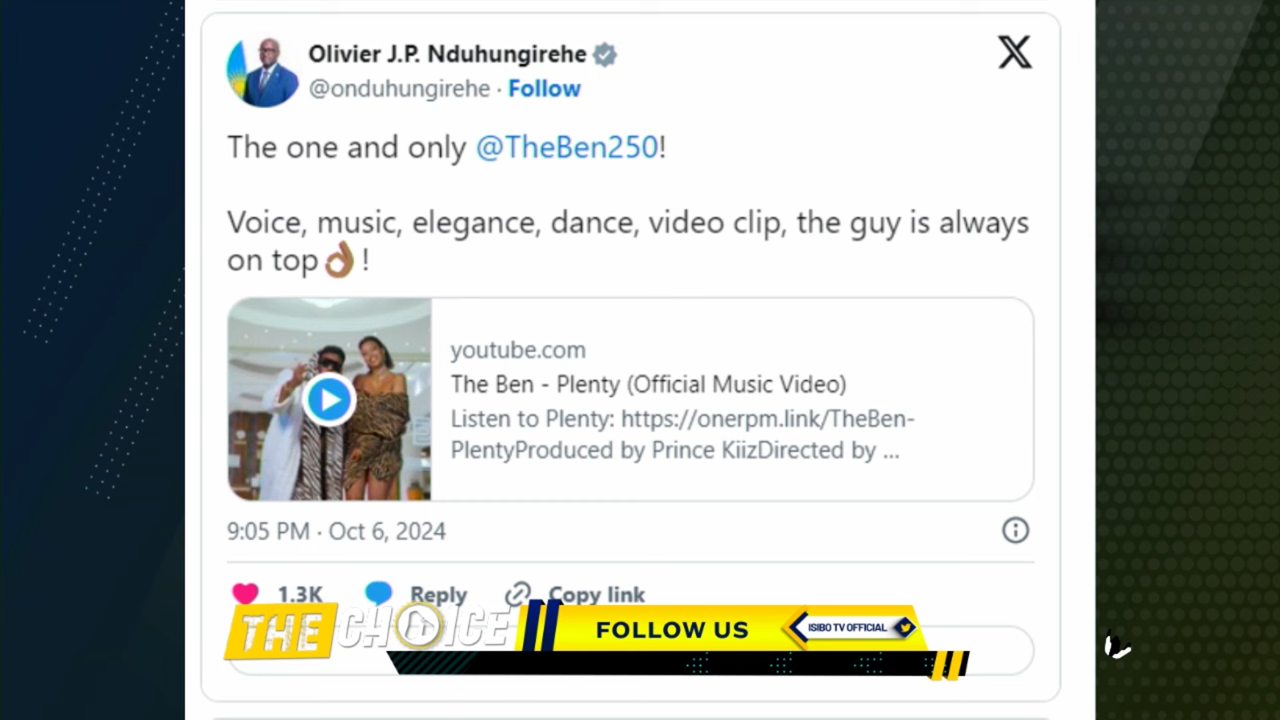 Olivier J.P. Nduhungirehe
@onduhungirehe · Follow
The one and only @TheBen250!
Voice, music, elegance, dance, video clip, the guy is always
on top👌🏾!
youtube.com
The Ben - Plenty (Official Music Video)
Listen to Plenty: https://onerpm.link/TheBen-
PlentyProduced by Prince KiizDirected by ...
9:05 PM · Oct 6, 2024
1.3K Reply Copy link
THE CHOICE FOLLOW US ISIBO TV OFFICIAL